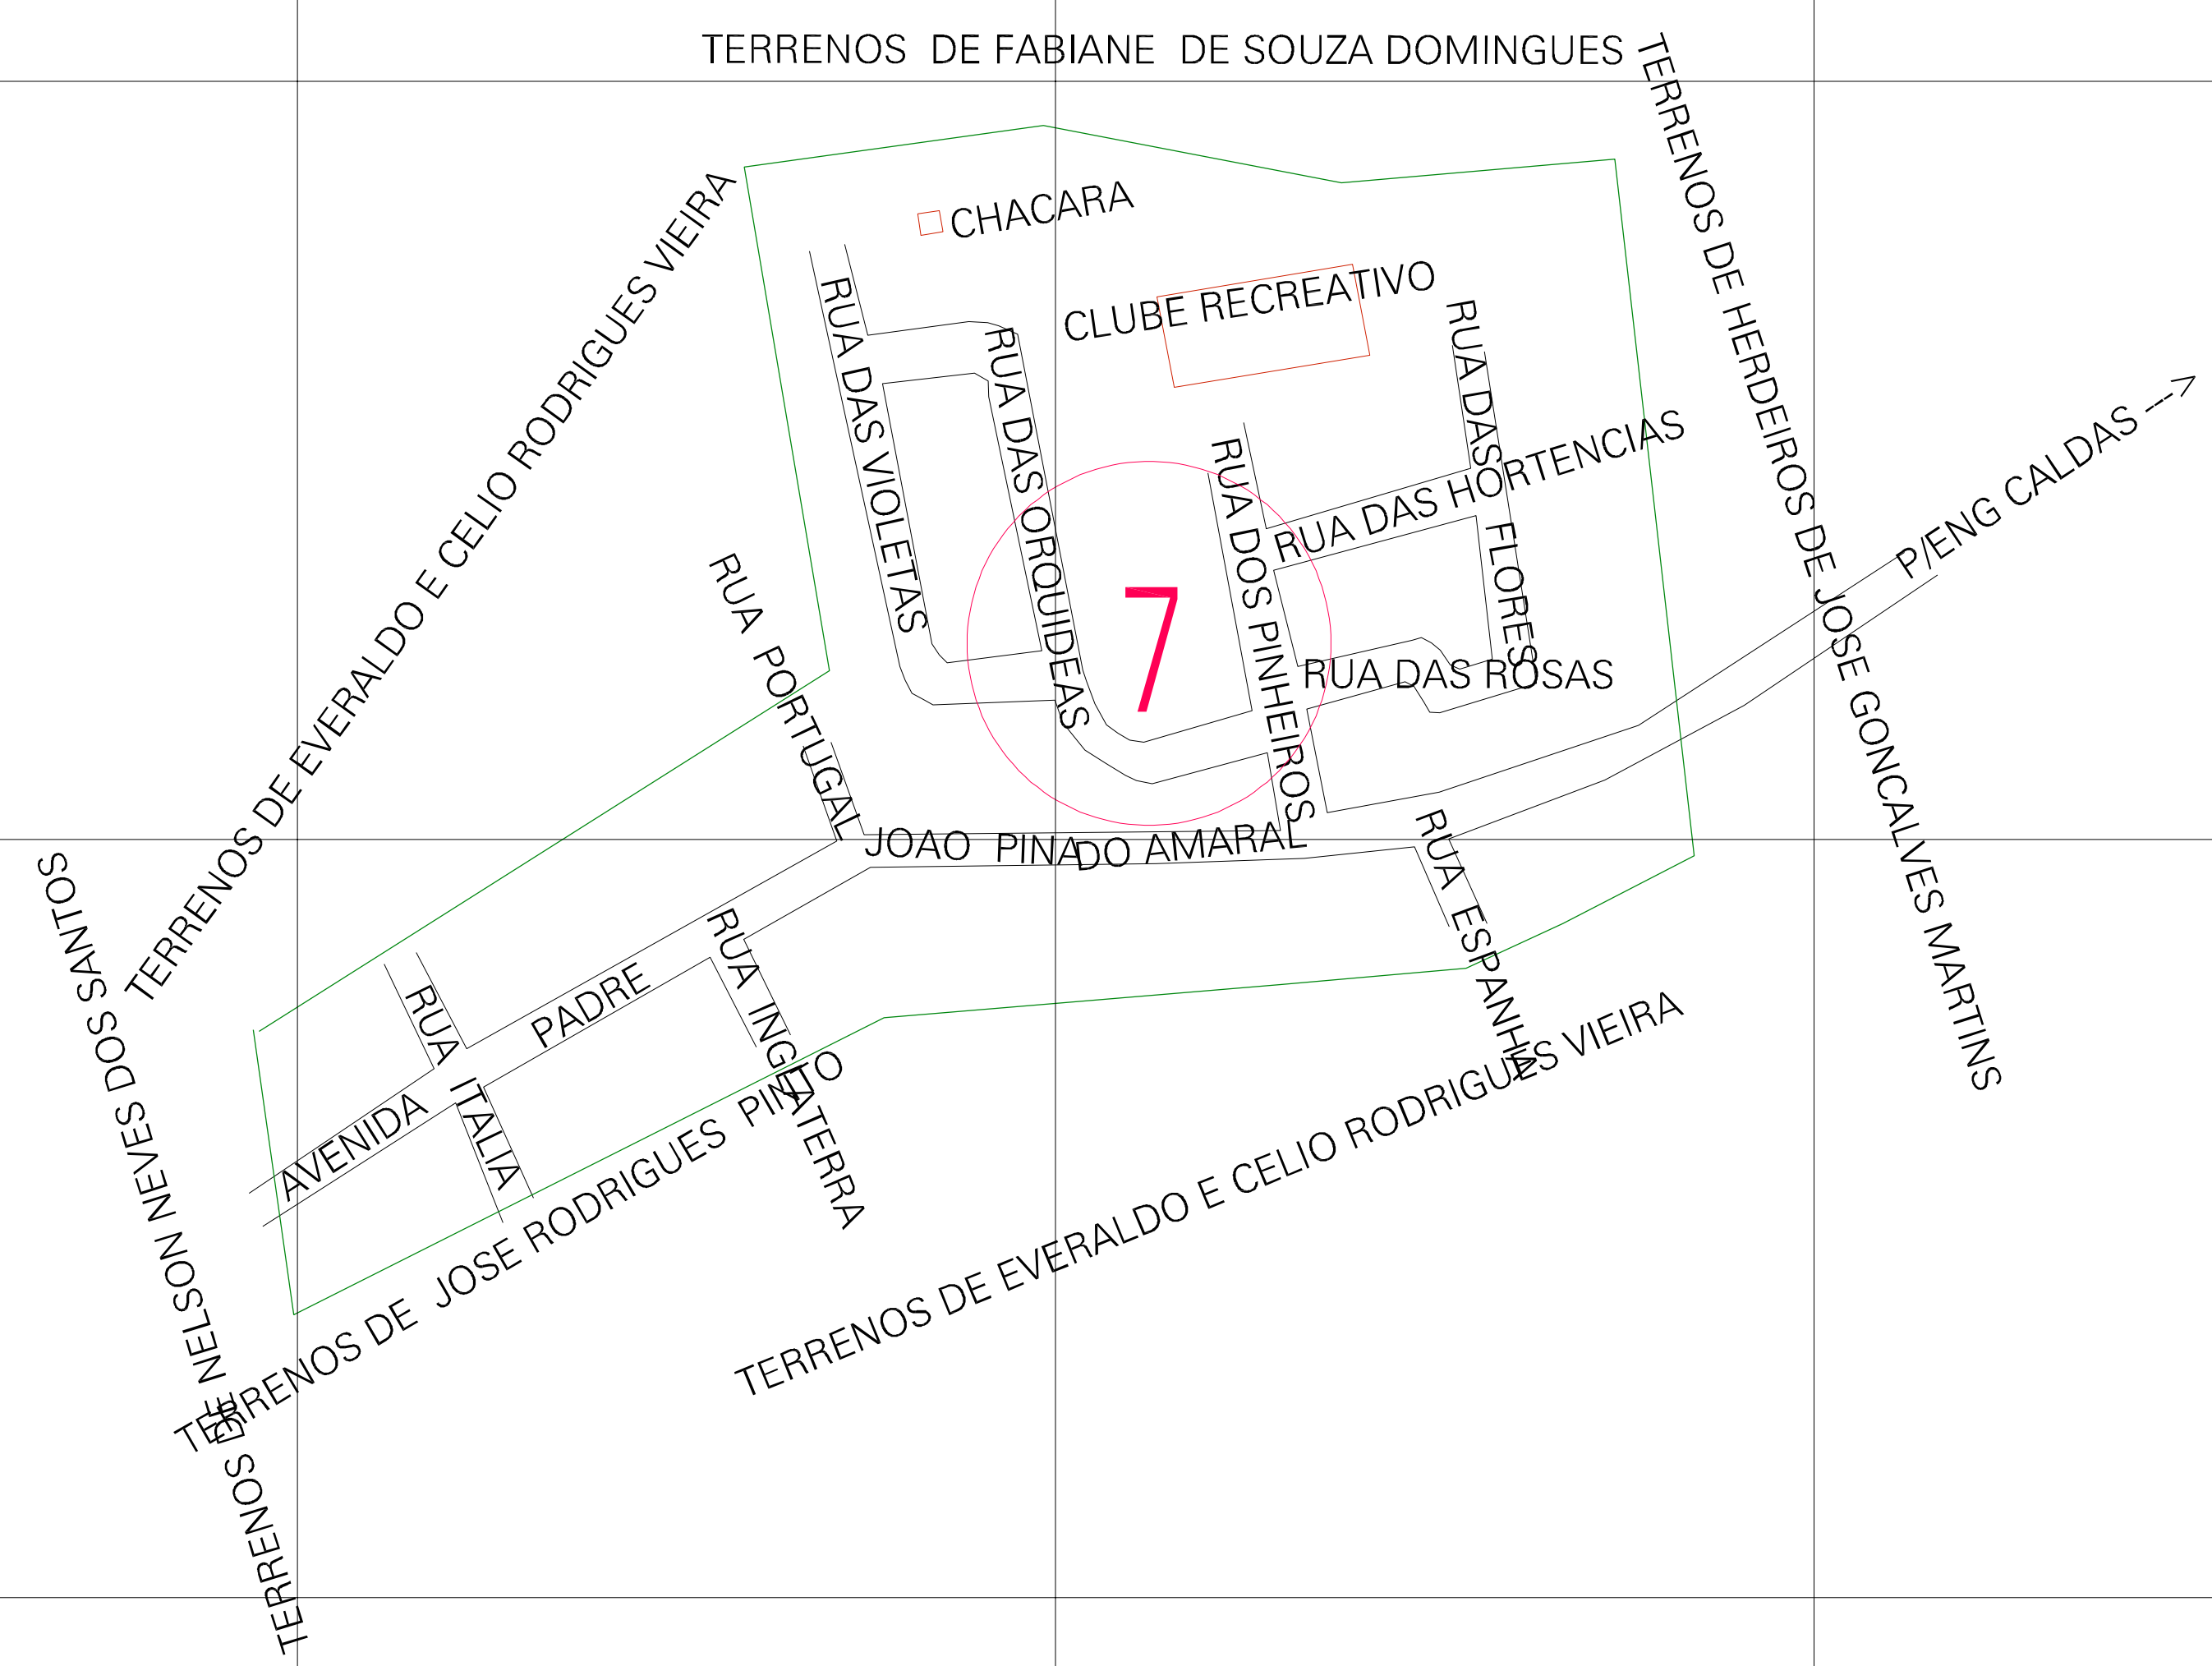 TERRENOS DE FABIANE DE SOUZA DOMINGUES
TERRENOS DE HERDEIROS DE JOSE GONCALVES MARTINS
TERRENOS DE EVERALDO E CELIO RODRIGUES VIEIRA
CHACARA
CLUBE RECREATIVO
RUA DAS VIOLETAS
RUA DAS ORQUIDEAS
RUA DAS FLORES
RUA DOS PINHEIROS
RUA DAS HORTENCIAS
P/ENG CALDAS --->
RUA PORTUGAL
7
RUA DAS ROSAS
AVENIDA PADRE JOAO PINADO AMARAL
RUA ESPANHA
RUA INGLATERRA
RUA ITALIA
TERRENOS DE NELSON NEVES DOS SANTOS
TERRENOS DE JOSE RODRIGUES PINTO
TERRENOS DE EVERALDO E CELIO RODRIGUES VIEIRA